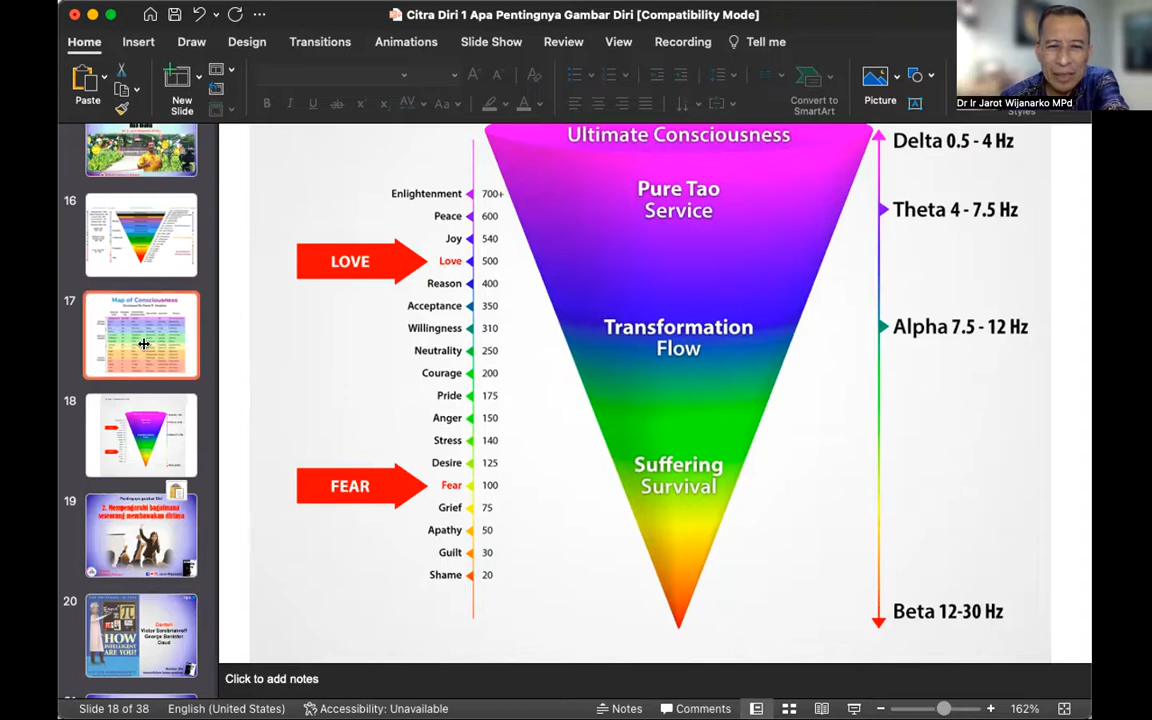 Citra Diri 1 Apa Pentingnya Gambar Diri [Compatibility Mode]
Home Insert Draw Design Transitions Animations Slide Show Review View Recording Tell me
Paste
New
Slide
Convert to
SmartArt
Picture
Styles
Dr Ir Jarot Wijanarko MPd
16
17
Map of Consciousness
18
19
Pentingnya gambar Diri
2. Mempengaruhi bagaimana
seseorang membawakan dirinya
20
HOW
INTELLIGENT
ARE YOU?
Ultimate Consciousness
Pure Tao
Service
Transformation
Flow
Suffering
Survival
Enlightenment 700+
Peace 600
Joy 540
LOVE
Love 500
Reason 400
Acceptance 350
Willingness 310
Neutrality 250
Courage 200
Pride 175
Anger 150
Stress 140
Desire 125
FEAR
Fear 100
Grief 75
Apathy 50
Guilt 30
Shame 20
Delta 0.5 - 4 Hz
Theta 4 - 7.5 Hz
Alpha 7.5 - 12 Hz
Beta 12-30 Hz
Click to add notes
Slide 18 of 38 English (United States) Accessibility: Unavailable Notes Comments 162%